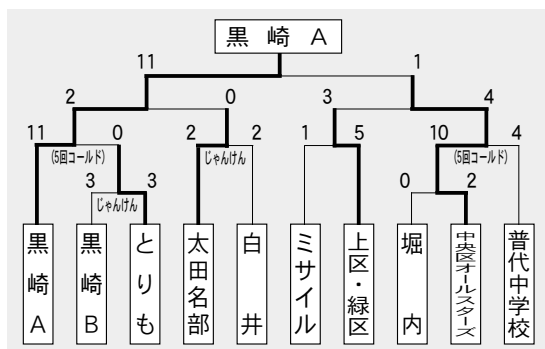 黒崎A
11 1
2 0 3 4
11 0 2 2 1 5 10 4
(5回コールド) じゃんけん (5回コールド)
3 3 0 2
じゃんけん
黒崎A
黒崎B
とりも
太田名部
白井
ミサイル
上区・緑区
堀内
中央区オールスターズ
普代中学校